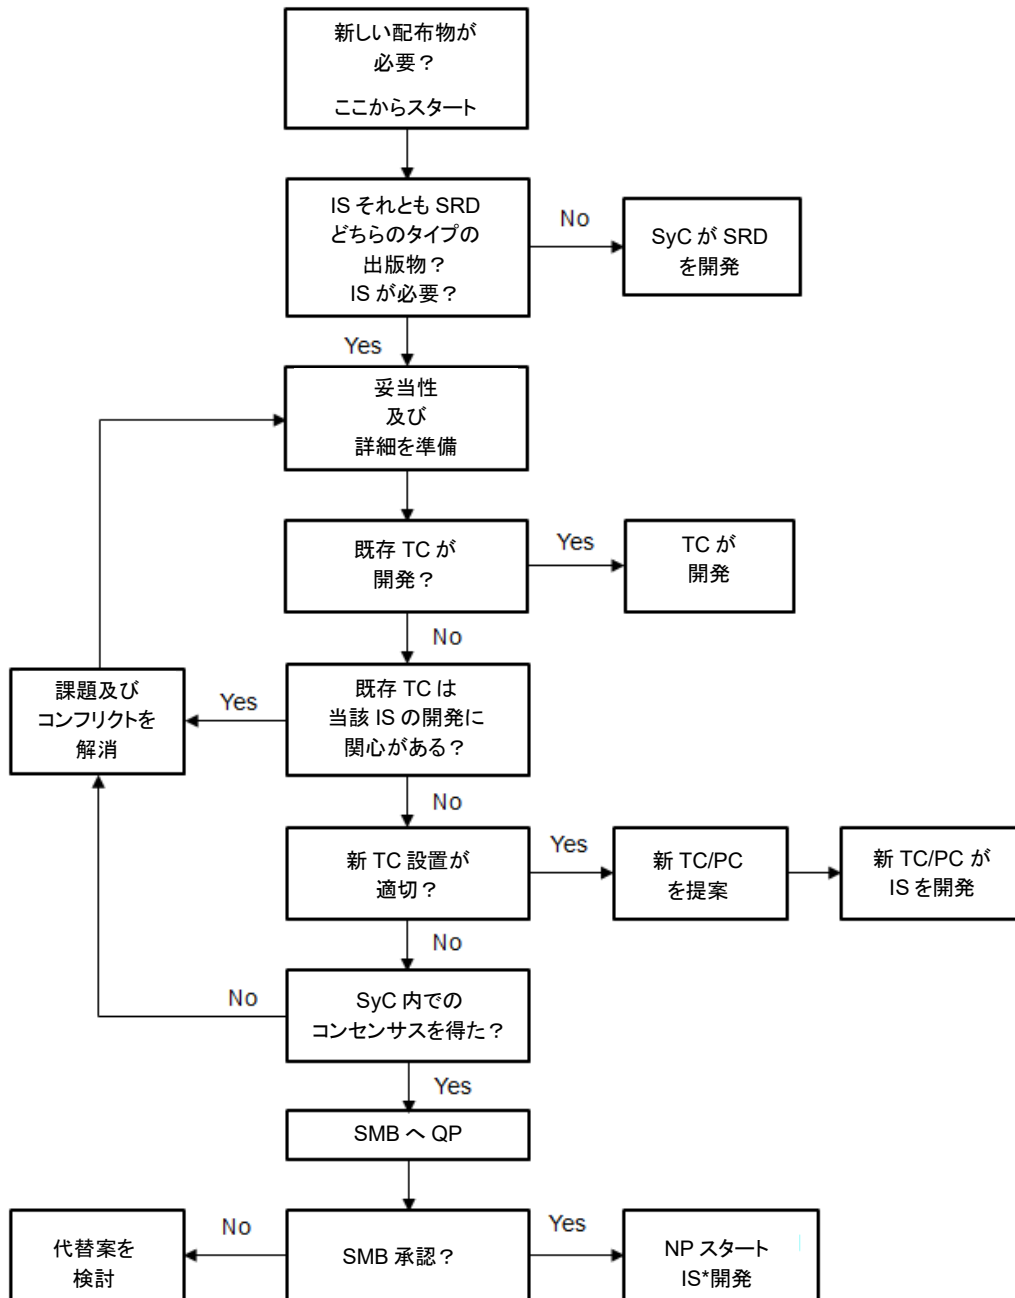 新しい配布物が
必要？
ここからスタート
IS それとも SRD
どちらのタイプの
出版物？
IS が必要？
No
SyC が SRD
を開発
Yes
妥当性
及び
詳細を準備
既存 TC が
開発？
Yes
TC が
開発
No
課題及び
コンフリクトを
解消
Yes
既存 TC は
当該 IS の開発に
関心がある？
No
新 TC 設置が
適切？
Yes
新 TC/PC
を提案
新 TC/PC が
IS を開発
No
No
SyC 内での
コンセンサスを得た？
Yes
SMB へ QP
代替案を
検討
No
SMB 承認？
Yes
NP スタート
IS*開発